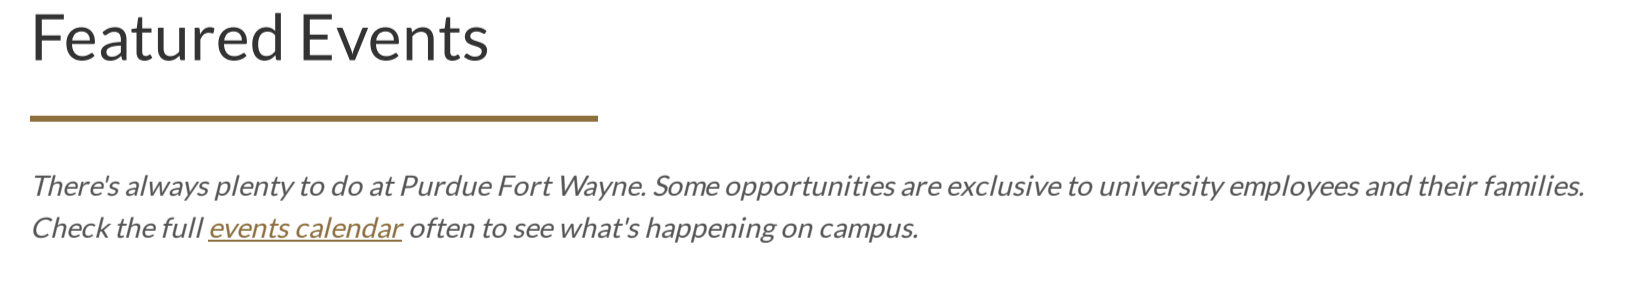 Featured Events
There's always plenty to do at Purdue Fort Wayne. Some opportunities are exclusive to university employees and their families.
Check the full events calendar often to see what's happening on campus.